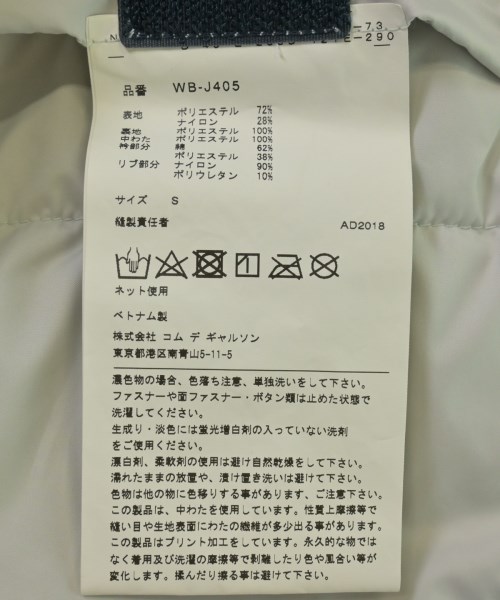 品番 WB-J405
表地 ポリエステル 72%
ナイロン 28%
裏地 ポリエステル 100%
中わた ポリエステル 100%
衿部分 綿 62%
ポリエステル 38%
リブ部分 ナイロン 90%
ポリウレタン 10%
サイズ S
縫製責任者 AD2018
ネット使用
ベトナム製
株式会社 コム デ ギャルソン
東京都港区南青山5-11-5
濃色物の場合、色落ち注意、単独洗いをして下さい。
ファスナーや面ファスナー・ボタン類は止めた状態で
洗濯してください。
生成り・淡色には蛍光増白剤の入っていない洗剤
をご使用ください。
漂白剤、柔軟剤の使用は避け自然乾燥をして下さい。
濡れたままの放置や、漬け置き洗いは避けて下さい。
色物は他の物に色移りする事があります、ご注意下さい。
この製品は、中わたを使用しています。性質上摩擦等で
縫い目や生地表面にわたの繊維が多少出る事があります。
この製品はプリント加工をしています。永久的な物では
なく着用及び洗濯の摩擦等で剥離したり色や風合い等が
変化します。揉んだり擦る事は避けて下さい。